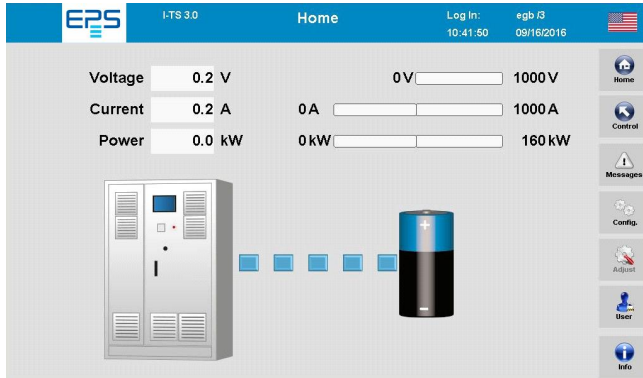 EPS I-TS 3.0 Home Log In: egb /3
10:41:50 09/16/2016
Voltage 0.2 V 0 V 1000 V
Current 0.2 A 0 A 1000 A
Power 0.0 kW 0 kW 160 kW
Home
Control
Messages
Config.
Adjust
User
Info
+
-